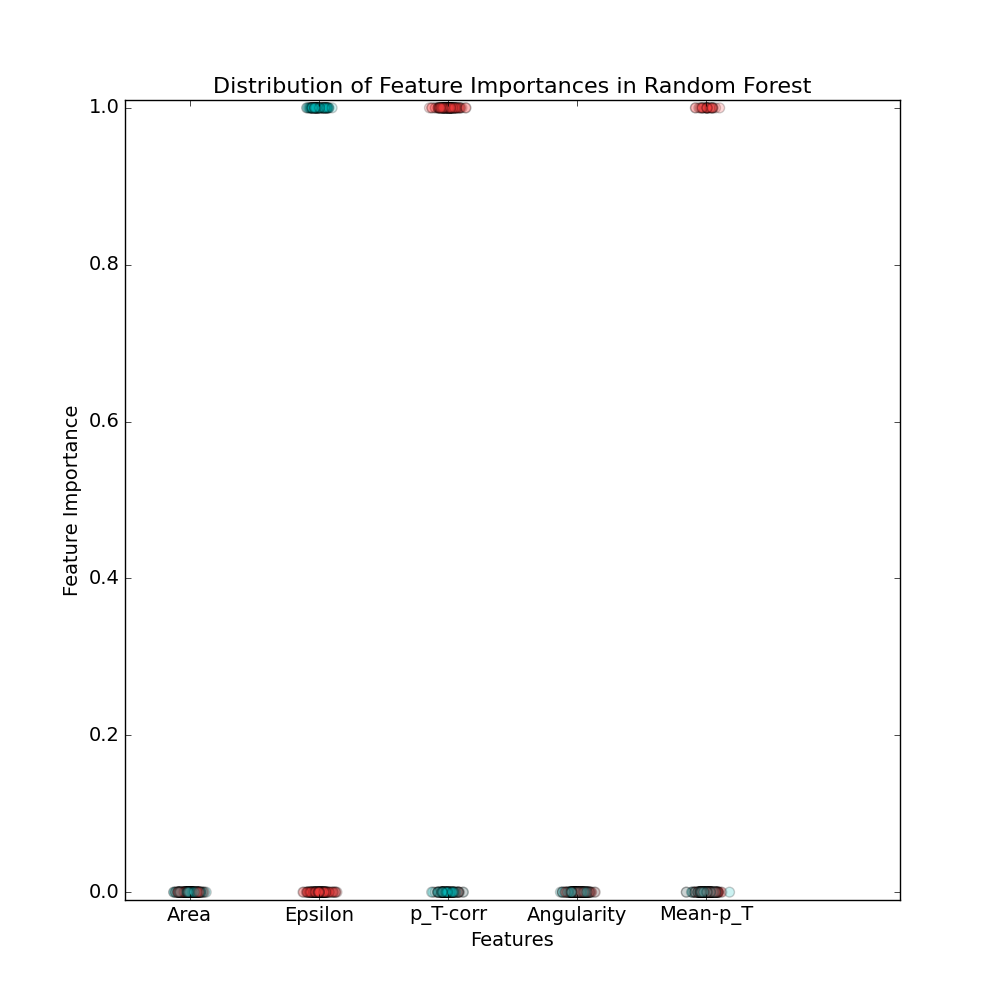 Distribution of Feature Importances in Random Forest
1.0
0.8
0.6
0.4
0.2
0.0
Feature Importance
Area Epsilon p_T-corr Angularity Mean-p_T
Features